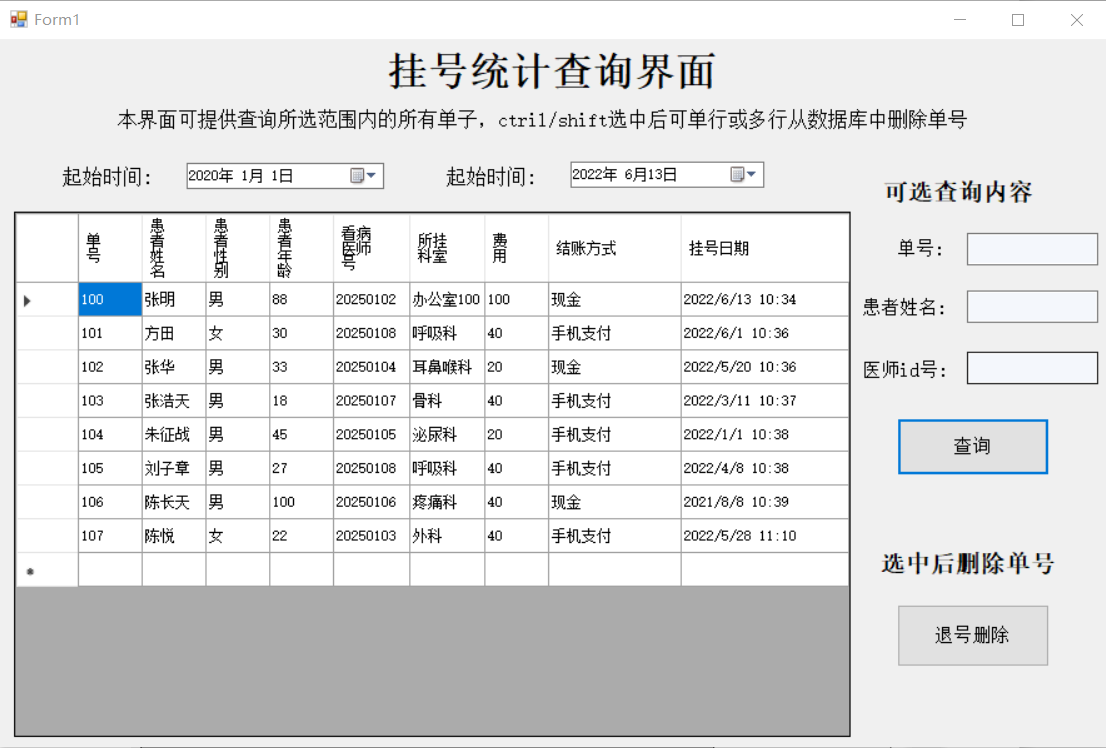 Form1
挂号统计查询界面
本界面可提供查询所选范围内的所有单子，ctril/shift选中后可单行或多行从数据库中删除单号
起始时间： 2020年 1月 1日 起始时间： 2022年 6月13日
可选查询内容
单号：
患者姓名：
医师id号：
查询
选中后删除单号
退号删除
单号 患者姓名 患者性别 患者年龄 看病医师号 所挂科室 费用 结账方式 挂号日期
100 张明 男 88 20250102 办公室100 100 现金 2022/6/13 10:34
101 方田 女 30 20250108 呼吸科 40 手机支付 2022/6/1 10:36
102 张华 男 33 20250104 耳鼻喉科 20 现金 2022/5/20 10:36
103 张浩天 男 18 20250107 骨科 40 手机支付 2022/3/11 10:37
104 朱征战 男 45 20250105 泌尿科 20 手机支付 2022/1/1 10:38
105 刘子章 男 27 20250108 呼吸科 40 手机支付 2022/4/8 10:38
106 陈长天 男 100 20250106 疼痛科 40 现金 2021/8/8 10:39
107 陈悦 女 22 20250103 外科 40 手机支付 2022/5/28 11:10